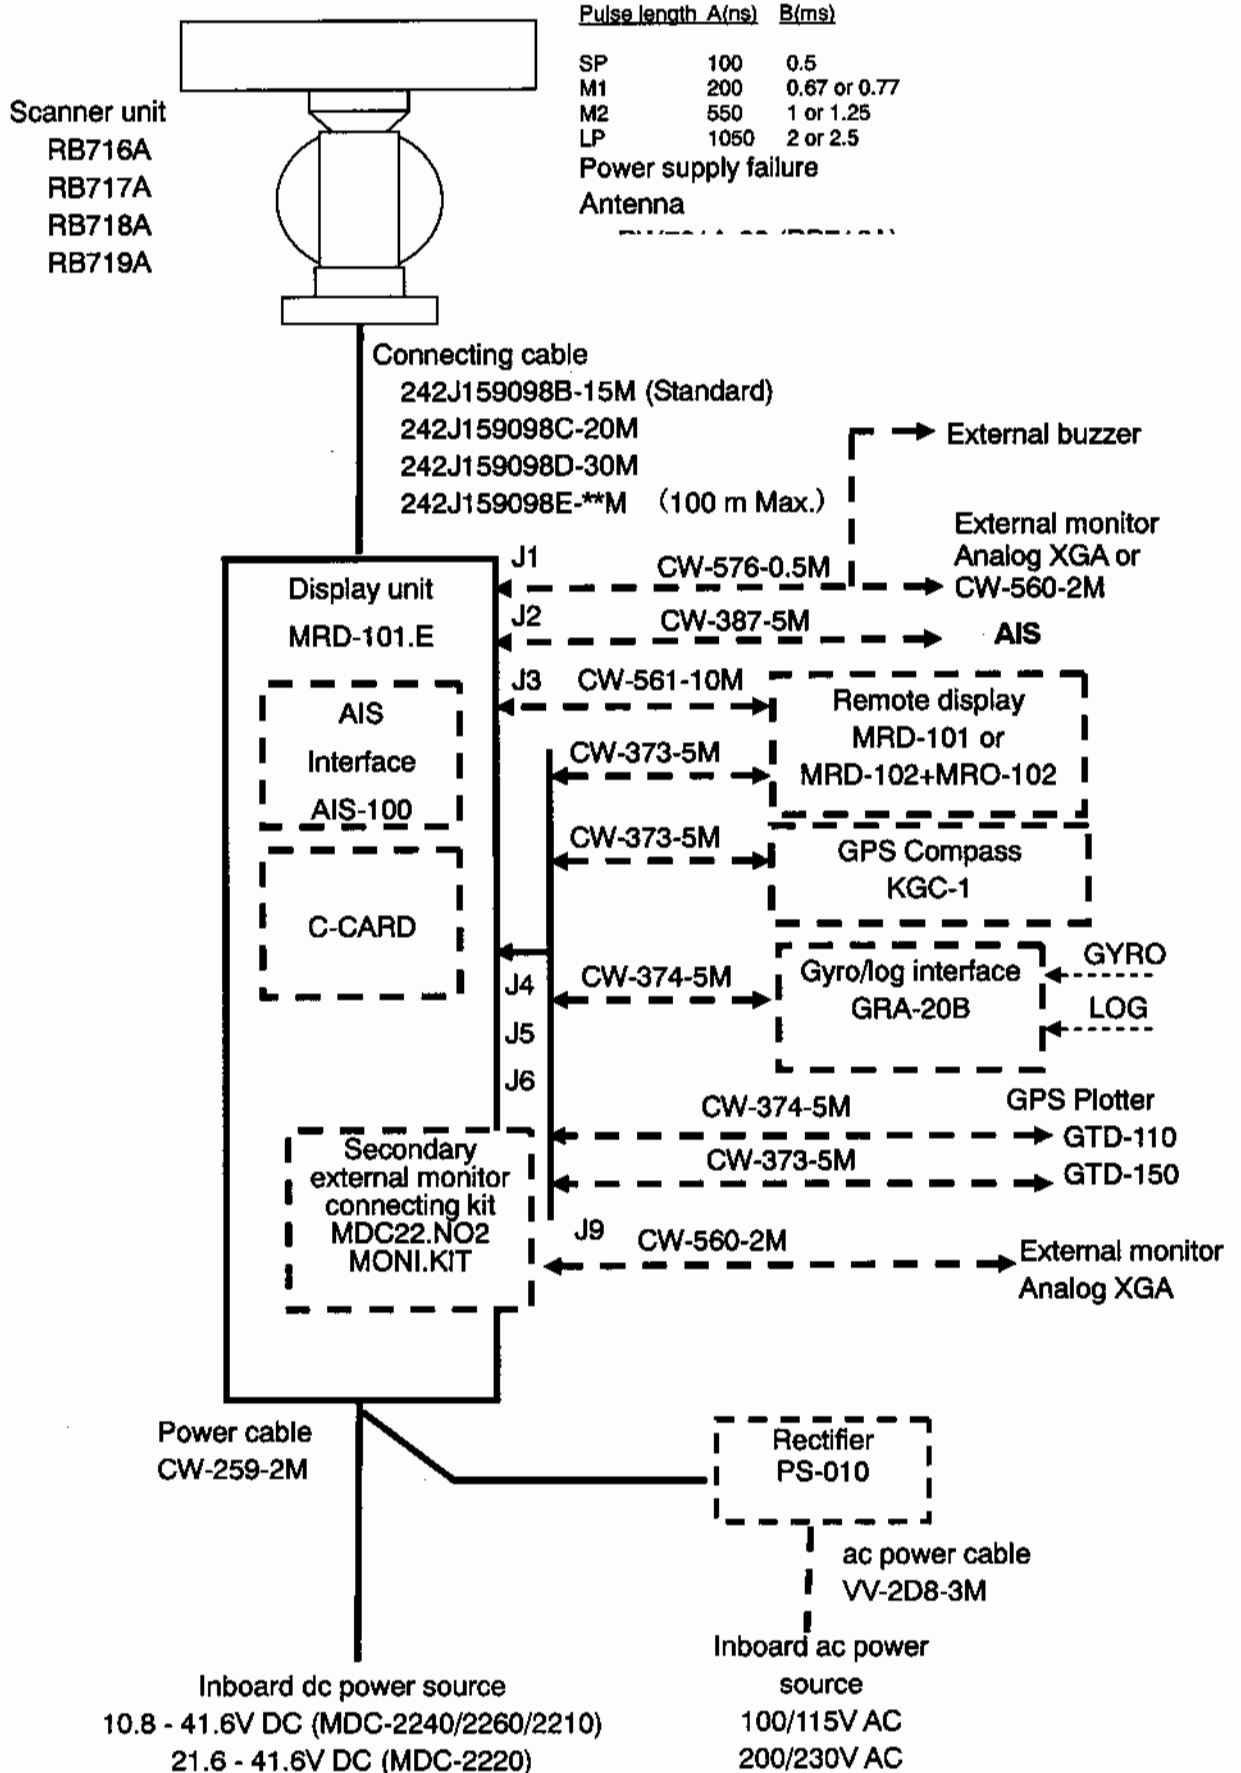 Pulse length A(ns) B(ms)
SP 100 0.5
M1 200 0.67 or 0.77
M2 550 1 or 1.25
LP 1050 2 or 2.5
Power supply failure
Antenna
Scanner unit
RB716A
RB717A
RB718A
RB719A
Connecting cable
242J159098B-15M (Standard)
242J159098C-20M
242J159098D-30M
242J159098E-**M (100 m Max.)
External buzzer
External monitor
Analog XGA or
CW-560-2M
J1
CW-576-0.5M
Display unit
MRD-101.E
J2
CW-387-5M
AIS
J3
CW-561-10M
Remote display
MRD-101 or
MRD-102+MRO-102
CW-373-5M
AIS
Interface
AIS-100
CW-373-5M
GPS Compass
KGC-1
C-CARD
J4
J5
J6
CW-374-5M
Gyro/log interface
GRA-20B
GYRO
LOG
CW-374-5M
GPS Plotter
GTD-110
CW-373-5M
GTD-150
Secondary
external monitor
connecting kit
MDC22.NO2
MONI.KIT
J9
CW-560-2M
External monitor
Analog XGA
Power cable
CW-259-2M
Rectifier
PS-010
ac power cable
VV-2D8-3M
Inboard dc power source
10.8 - 41.6V DC (MDC-2240/2260/2210)
21.6 - 41.6V DC (MDC-2220)
Inboard ac power
source
100/115V AC
200/230V AC